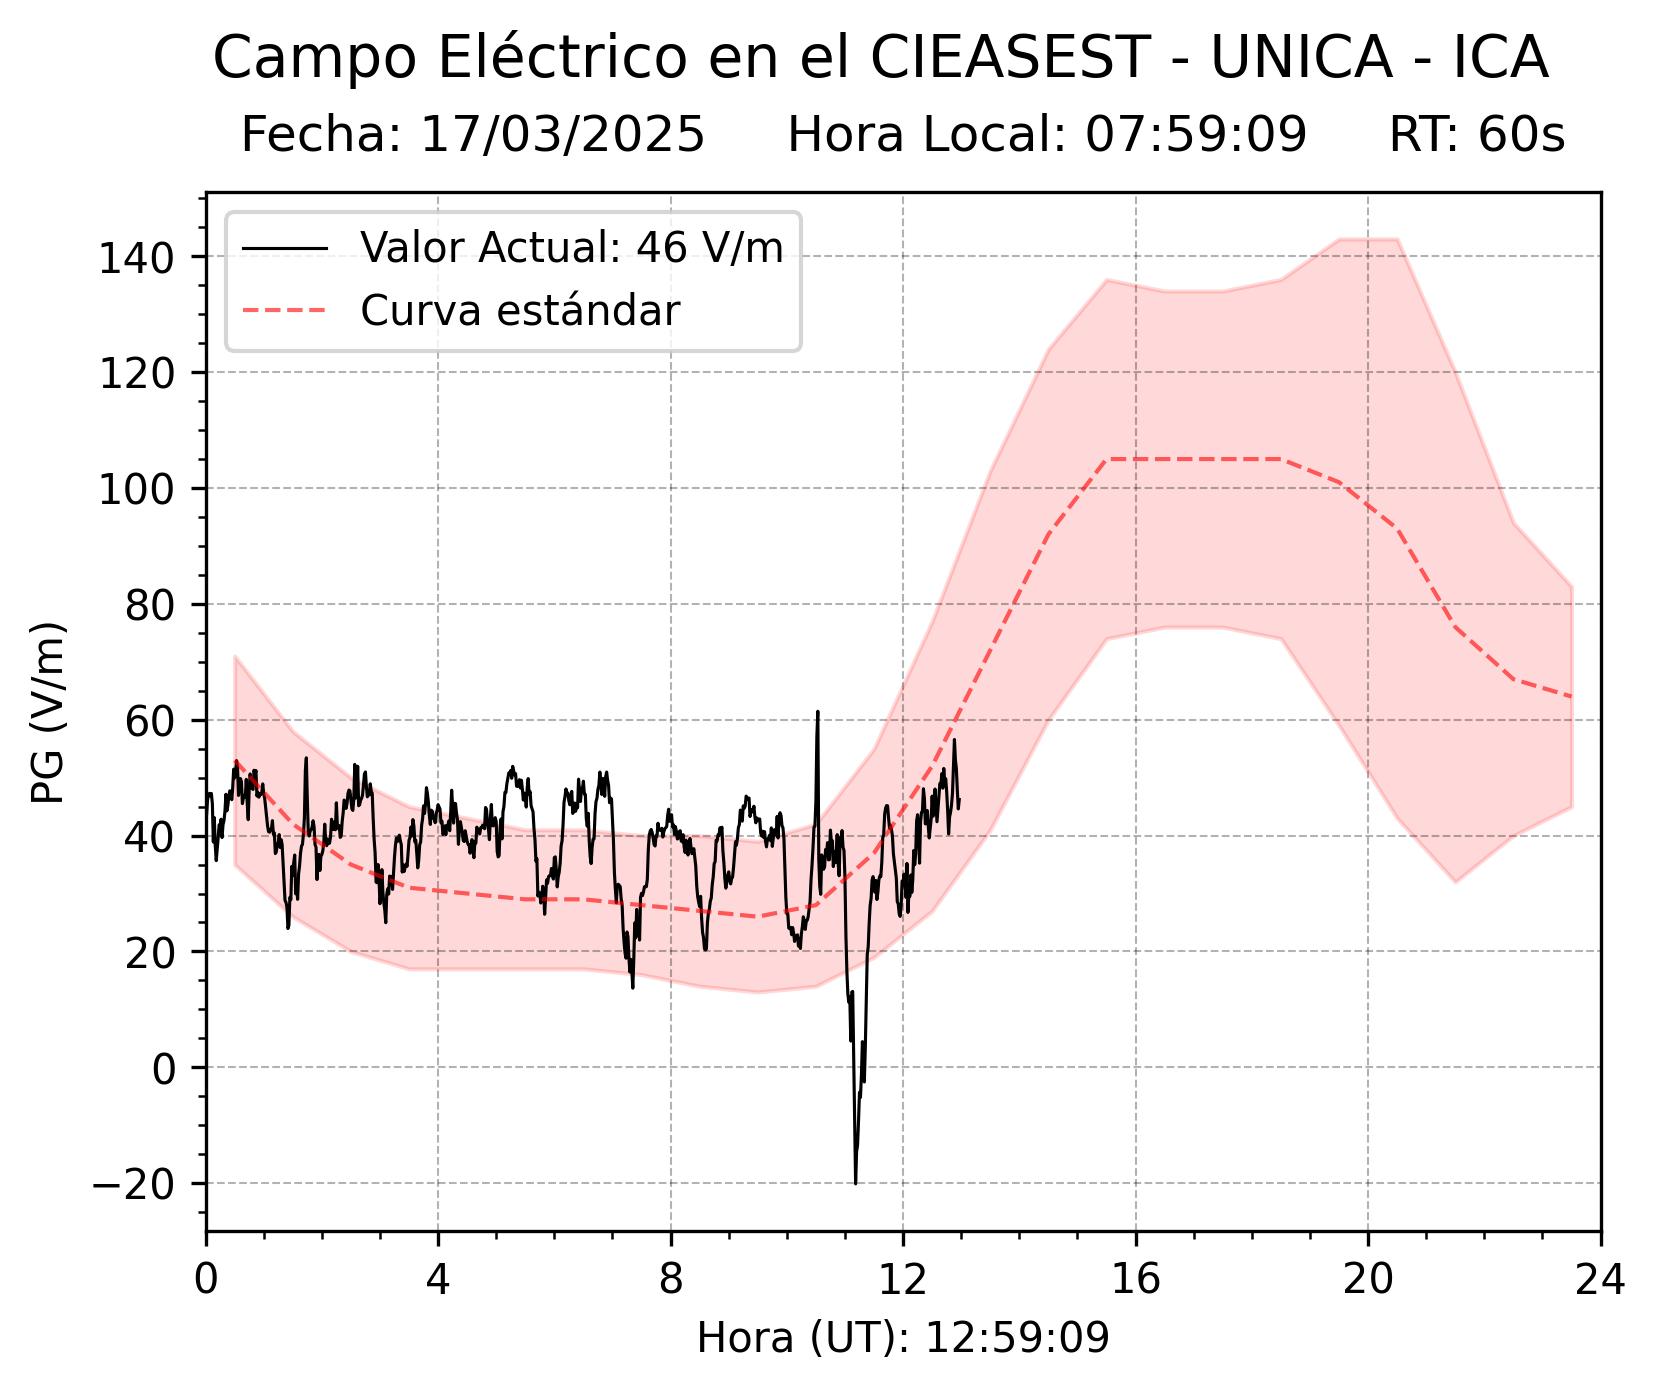 Campo Eléctrico en el CIEASEST - UNICA - ICA
Fecha: 17/03/2025 Hora Local: 07:59:09 RT: 60s
Valor Actual: 46 V/m
Curva estándar
PG (V/m)
140
120
100
80
60
40
20
0
−20
0 4 8 12 16 20 24
Hora (UT): 12:59:09